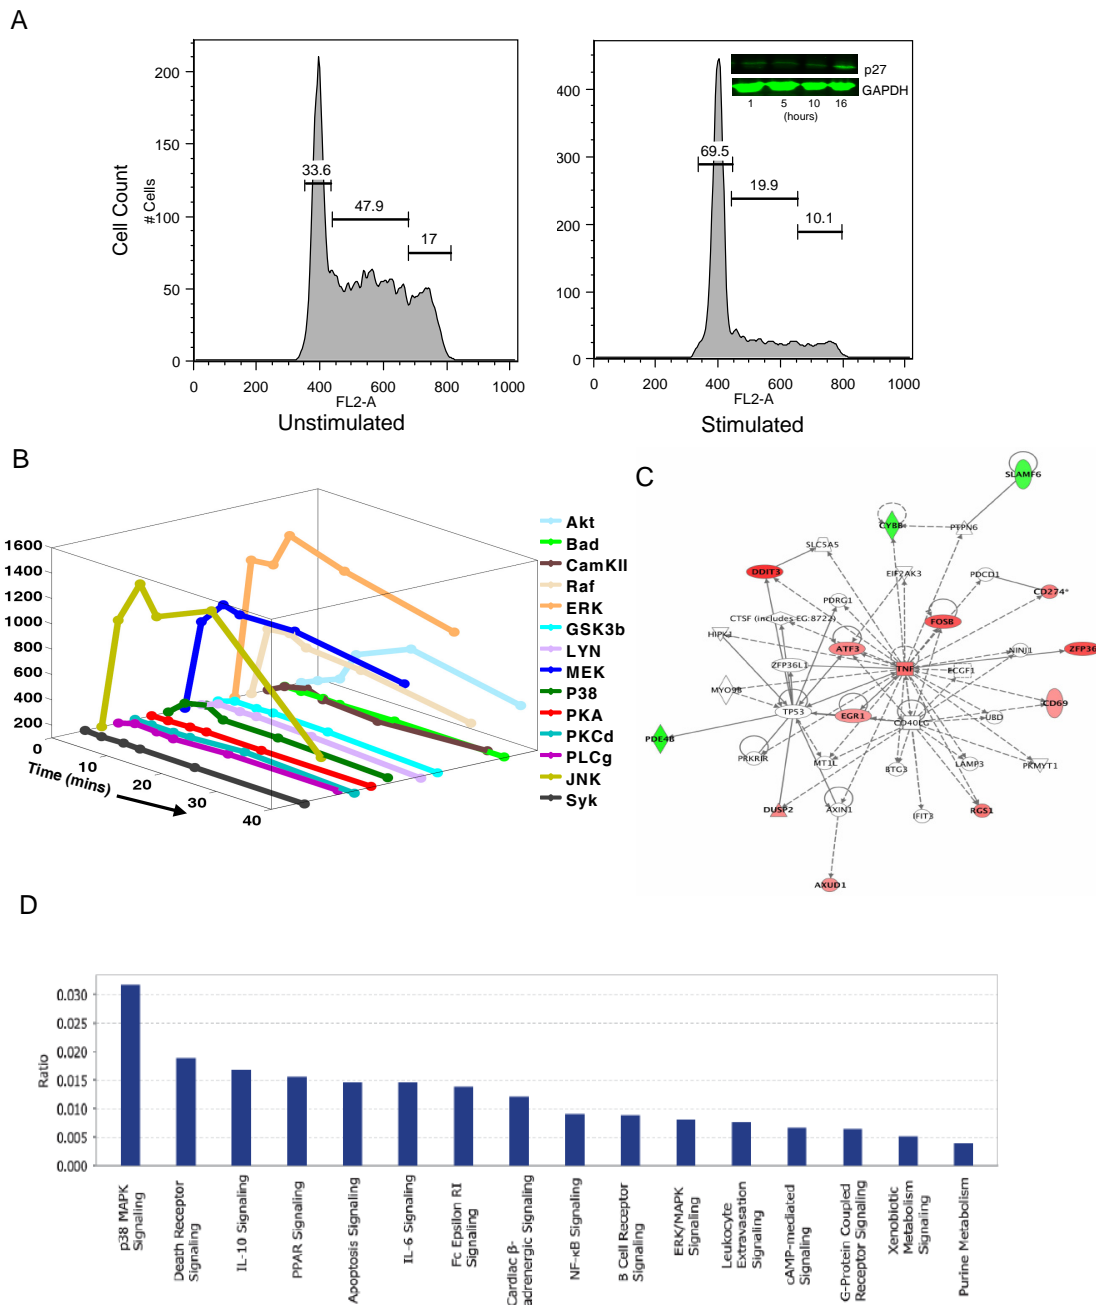 A
Cell Count
# Cells
200
150
100
50
0
33.6
47.9
17
0 200 400 600 800 1000
FL2-A
Unstimulated
400
300
200
100
0
69.5
19.9
10.1
p27
GAPDH
1 5 10 16
(hours)
0 200 400 600 800 1000
FL2-A
Stimulated
B
1600
1400
1200
1000
800
600
400
200
0
10
20
30
40
Time (mins)
Akt
Bad
CamKII
Raf
ERK
GSK3b
LYN
MEK
P38
PKA
PKCd
PLCg
JNK
Syk
C
SLAMF6
CYBB
PTPN6
SLC5A5
DDIT3
EIF2AK3
PDCD1
CD274*
PDRG1
CTSF (includes EG:8722)
FOSB
HIPK1
ATF3
NINJ1
ZFP36
ZFP36L1
TNF
ECGF1
MYO9B
CD69
TP53
EGR1
CD40LG
UBD
PDE4B
PRKRIR
MT1L
BTG3
LAMP3
PKMYT1
DUSP2
AXIN1
IFIT3
RGS1
AXUD1
D
Ratio
0.030
0.025
0.020
0.015
0.010
0.005
0.000
p38 MAPK
Signaling
Death Receptor
Signaling
IL-10 Signaling
PPAR Signaling
Apoptosis Signaling
IL-6 Signaling
Fc Epsilon RI
Signaling
Cardiac β-
adrenergic Signaling
NF-κB Signaling
B Cell Receptor
Signaling
ERK/MAPK
Signaling
Leukocyte
Extravasation
Signaling
cAMP-mediated
Signaling
G-Protein Coupled
Receptor Signaling
Xenobiotic
Metabolism
Signaling
Purine Metabolism